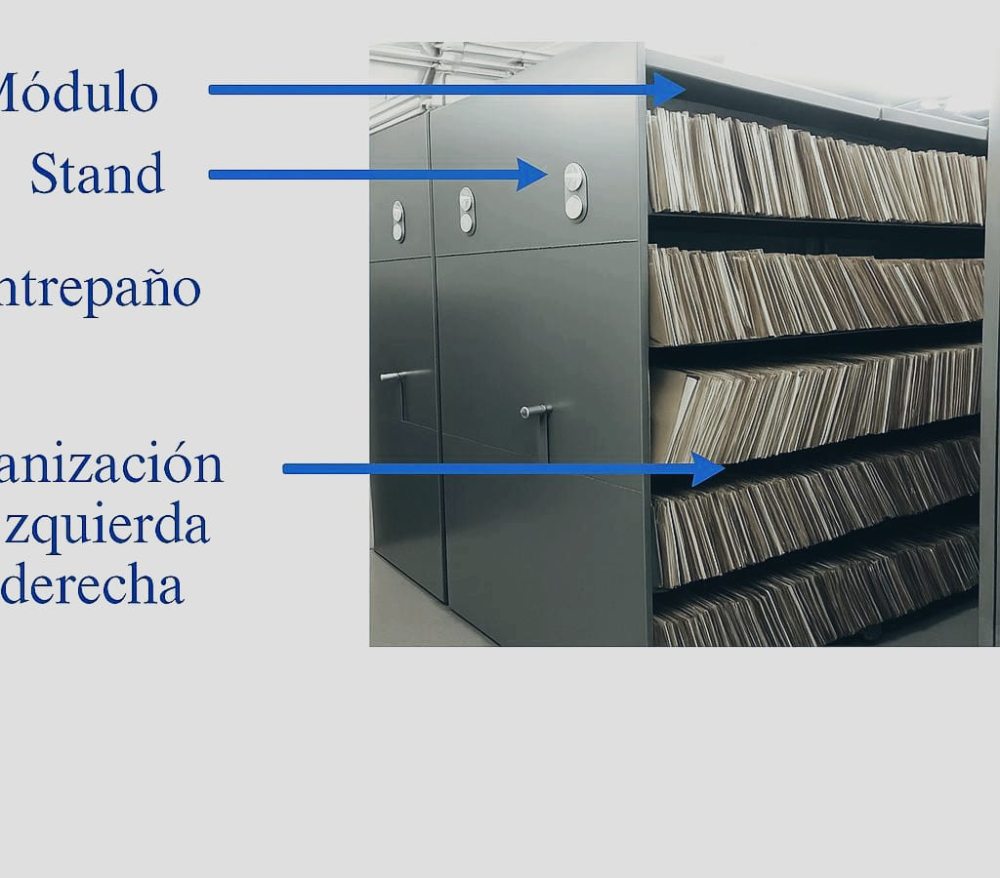 Módulo
Stand
ntrepaño
anización
zquierda
derecha